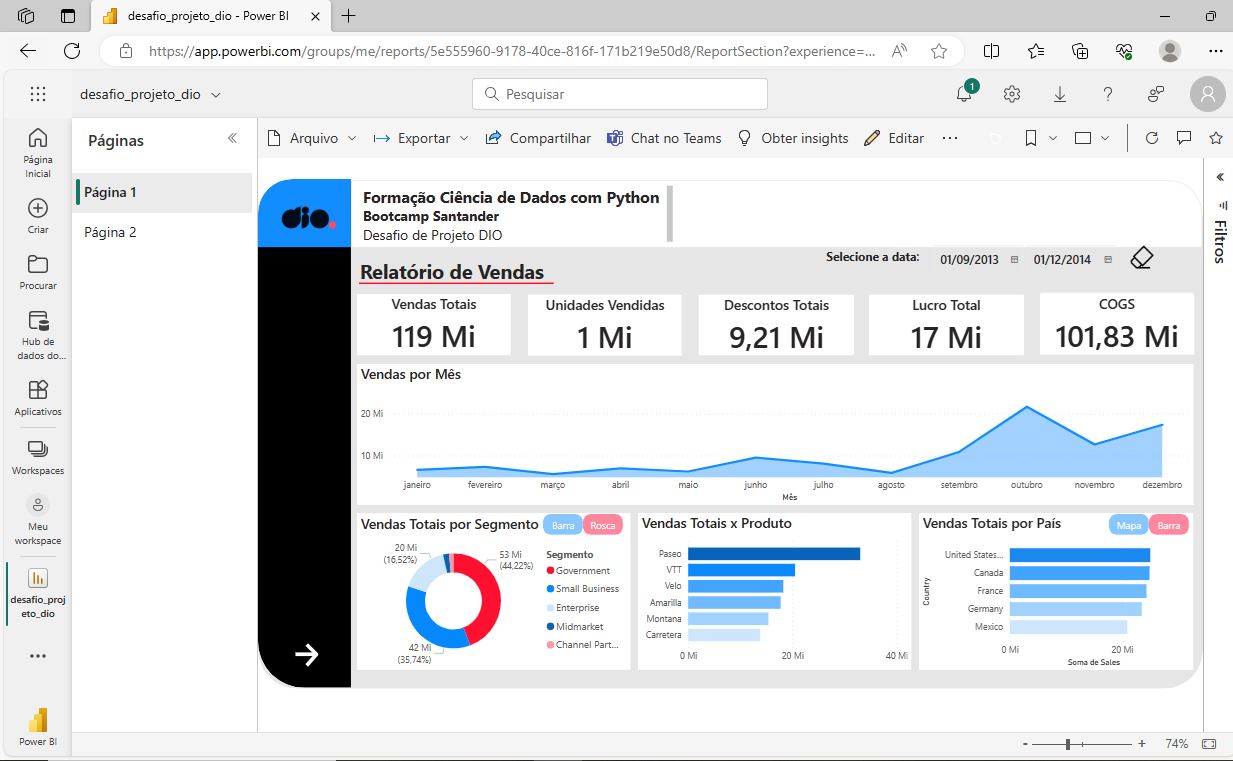 desafio_projeto_dio - Power BI
https://app.powerbi.com/groups/me/reports/5e555960-9178-40ce-816f-171b219e50d8/ReportSection?experience=...
desafio_projeto_dio
Pesquisar
1
Página
Inicial
Criar
Procurar
Hub de
dados do...
Aplicativos
Workspaces
Meu
workspace
desafio_proj
eto_dio
Power BI
Páginas
Página 1
Página 2
Arquivo
Exportar
Compartilhar
Chat no Teams
Obter insights
Editar
Filtros
dio.
Formação Ciência de Dados com Python
Bootcamp Santander
Desafio de Projeto DIO
Relatório de Vendas
Selecione a data:
01/09/2013
01/12/2014
Vendas Totais
119 Mi
Unidades Vendidas
1 Mi
Descontos Totais
9,21 Mi
Lucro Total
17 Mi
COGS
101,83 Mi
Vendas por Mês
20 Mi
10 Mi
janeiro fevereiro março abril maio junho julho agosto setembro outubro novembro dezembro
Mês
Vendas Totais por Segmento
Barra
Rosca
20 Mi
(16,52%)
53 Mi
(44,22%)
42 Mi
(35,74%)
Segmento
Government
Small Business
Enterprise
Midmarket
Channel Part...
Vendas Totais x Produto
Paseo
VTT
Velo
Amarilla
Montana
Carretera
0 Mi 20 Mi 40 Mi
Vendas Totais por País
Mapa
Barra
Country
United States...
Canada
France
Germany
Mexico
0 Mi 20 Mi
Soma de Sales
- + 74%